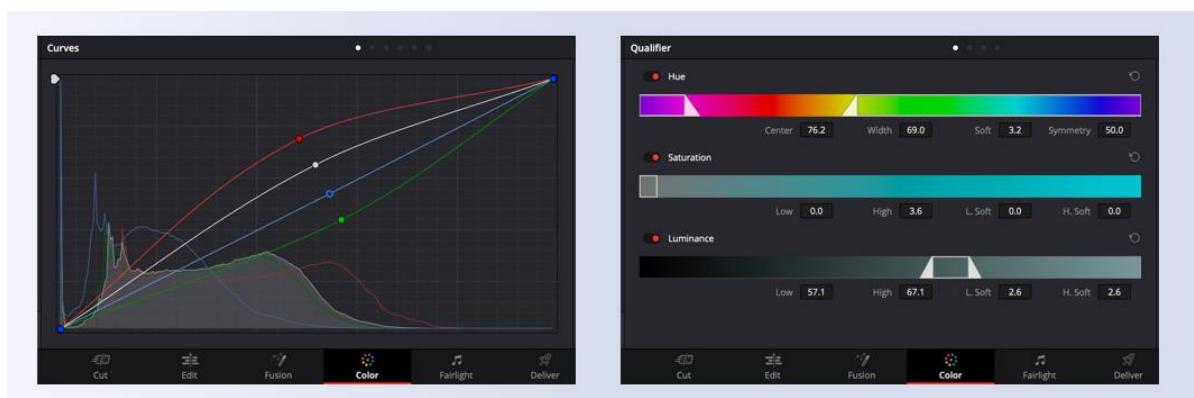 Curves
Cut Edit Fusion Color Fairlight Deliver
Qualifier
Hue
Center 76.2 Width 69.0 Soft 3.2 Symmetry 50.0
Saturation
Low 0.0 High 3.6 L. Soft 0.0 H. Soft 0.0
Luminance
Low 57.1 High 67.1 L. Soft 2.6 H. Soft 2.6
Cut Edit Fusion Color Fairlight Deliver